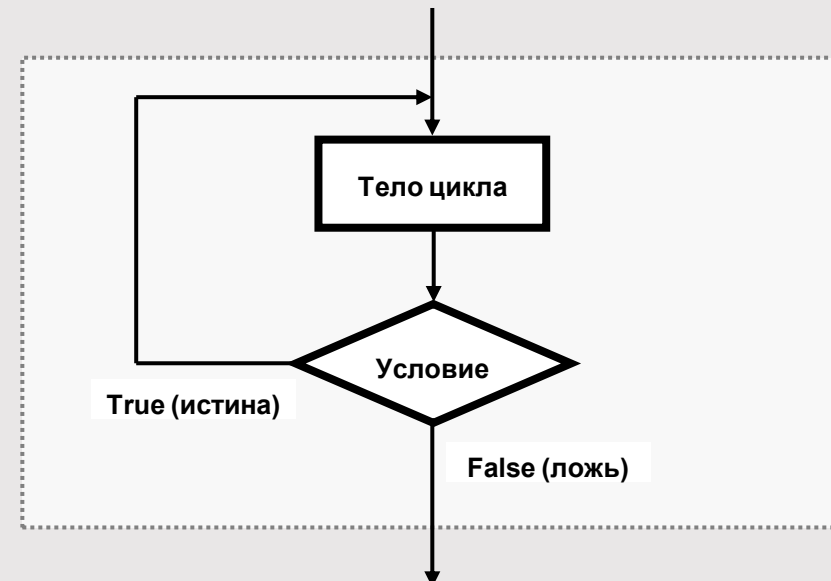 Тело цикла
Условие
True (истина)
False (ложь)